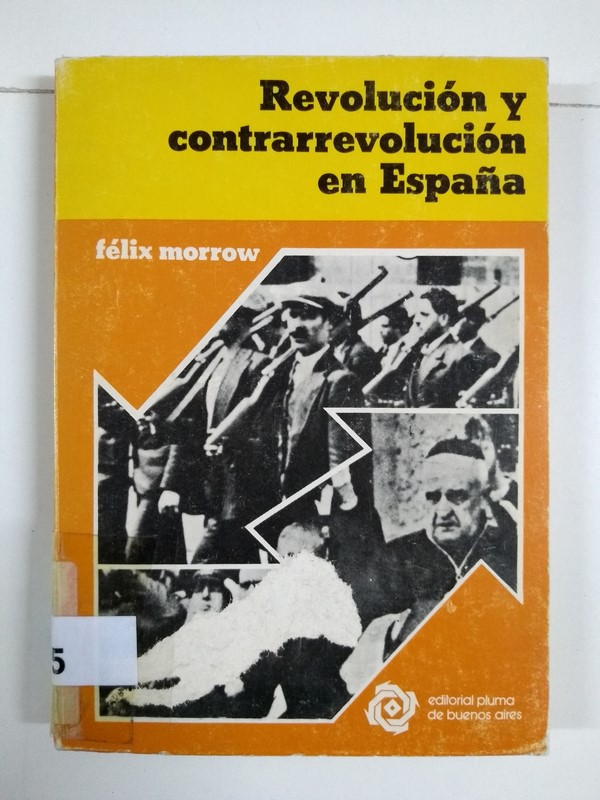 Revolución y
contrarrevolución
en España
félix morrow
5
editorial pluma
de buenos aires